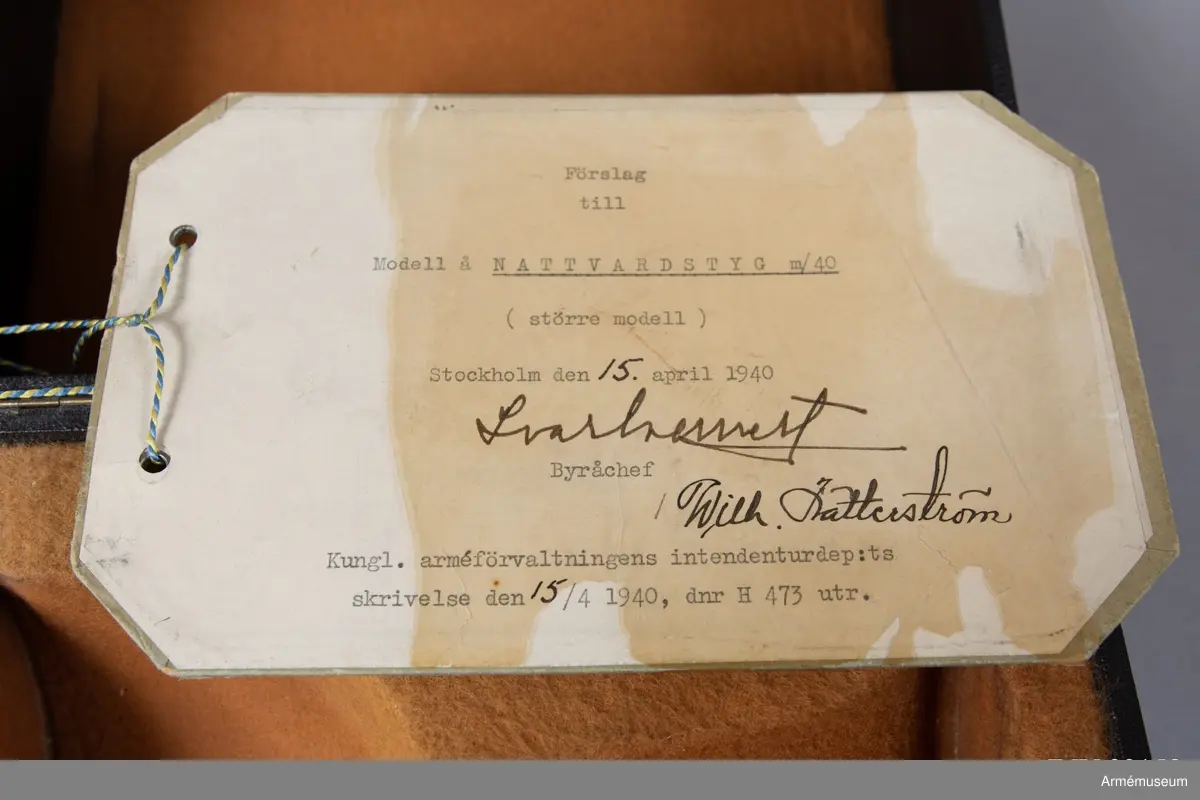 Förslag
till
Modell å NATTVARDSTYG m/40
( större modell )
Stockholm den 15. april 1940
Byråchef
Wilh. Sätterström
Kungl. arméförvaltningens intendenturdep:ts
skrivelse den 15/4 1940, dnr H 473 utr.
Armémuseum